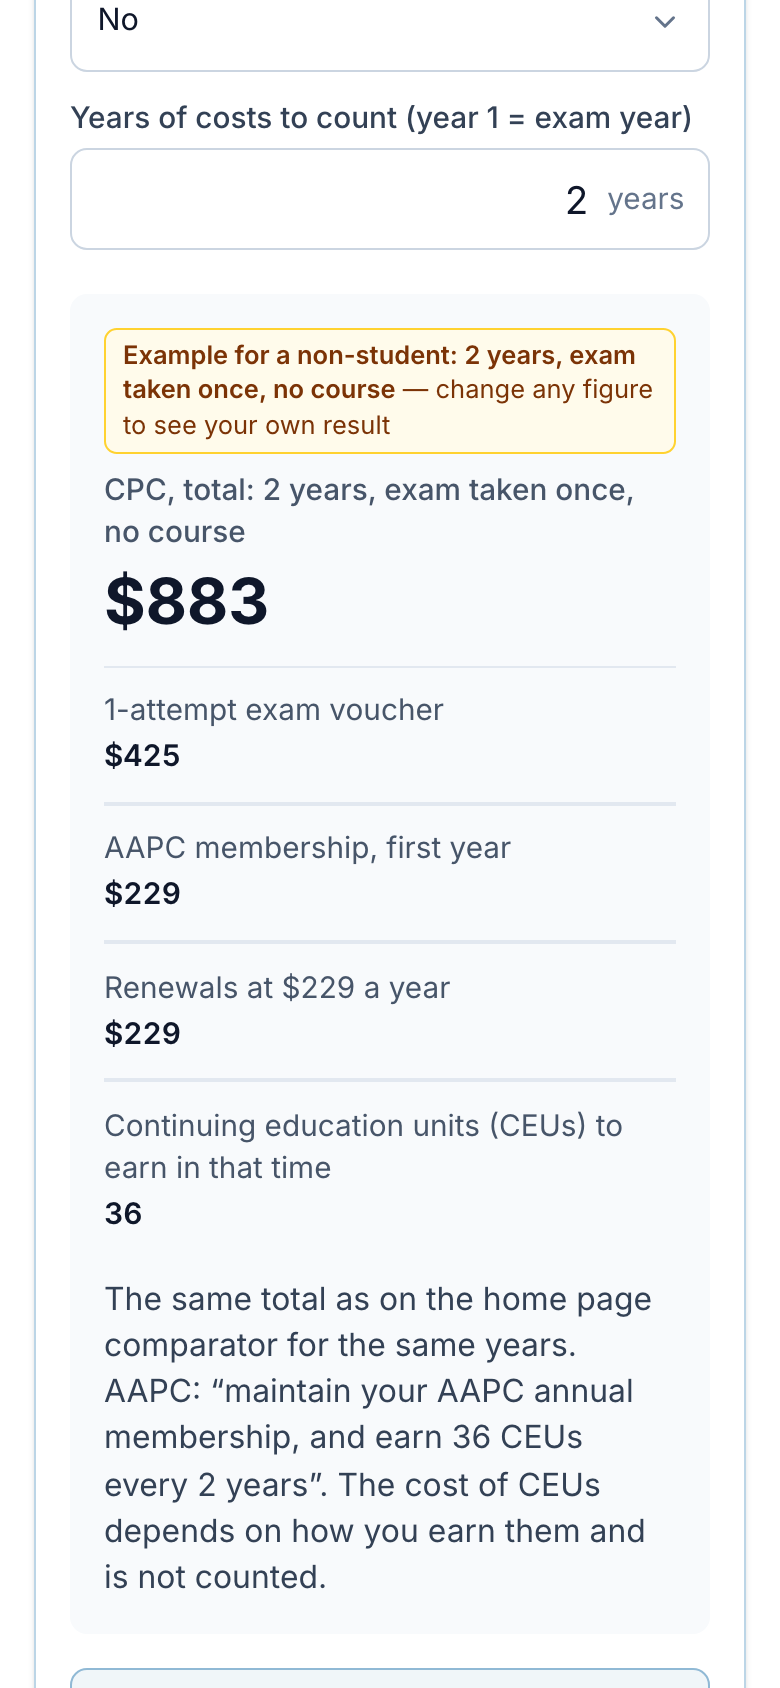 No
Years of costs to count (year 1 = exam year)
2 years
Example for a non-student: 2 years, exam
taken once, no course — change any figure
to see your own result
CPC, total: 2 years, exam taken once,
no course
$883
1-attempt exam voucher
$425
AAPC membership, first year
$229
Renewals at $229 a year
$229
Continuing education units (CEUs) to
earn in that time
36
The same total as on the home page
comparator for the same years.
AAPC: “maintain your AAPC annual
membership, and earn 36 CEUs
every 2 years”. The cost of CEUs
depends on how you earn them and
is not counted.